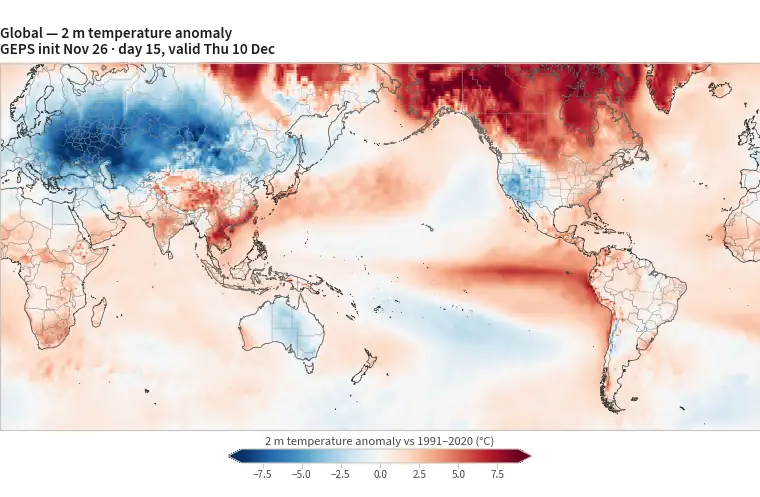 Global — 2 m temperature anomaly
GEPS init Nov 26 · day 15, valid Thu 10 Dec
2 m temperature anomaly vs 1991–2020 (°C)
−7.5 −5.0 −2.5 0.0 2.5 5.0 7.5